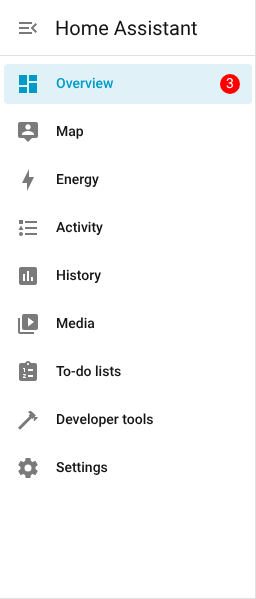 Home Assistant
Overview 3
Map
Energy
Activity
History
Media
To-do lists
Developer tools
Settings